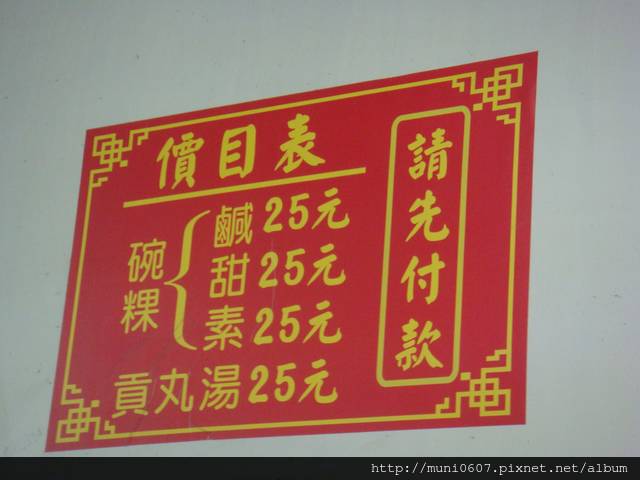 價目表
碗粿
鹹 25元
甜 25元
素 25元
貢丸湯 25元
請先付款
http://muni0607.pixnet.net/album